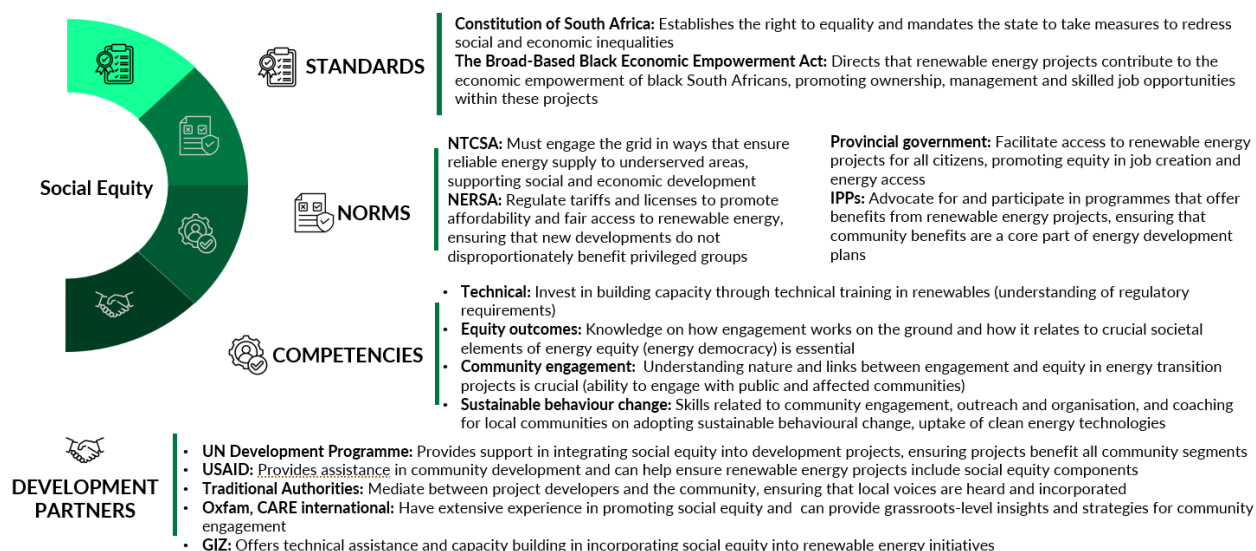 Social Equity
STANDARDS
Constitution of South Africa: Establishes the right to equality and mandates the state to take measures to redress
social and economic inequalities
The Broad-Based Black Economic Empowerment Act: Directs that renewable energy projects contribute to the
economic empowerment of black South Africans, promoting ownership, management and skilled job opportunities
within these projects
NORMS
NTCSA: Must engage the grid in ways that ensure
reliable energy supply to underserved areas,
supporting social and economic development
NERSA: Regulate tariffs and licenses to promote
affordability and fair access to renewable energy,
ensuring that new developments do not
disproportionately benefit privileged groups
Provincial government: Facilitate access to renewable energy
projects for all citizens, promoting equity in job creation and
energy access
IPPs: Advocate for and participate in programmes that offer
benefits from renewable energy projects, ensuring that
community benefits are a core part of energy development
plans
COMPETENCIES
• Technical: Invest in building capacity through technical training in renewables (understanding of regulatory
requirements)
• Equity outcomes: Knowledge on how engagement works on the ground and how it relates to crucial societal
elements of energy equity (energy democracy) is essential
• Community engagement: Understanding nature and links between engagement and equity in energy transition
projects is crucial (ability to engage with public and affected communities)
• Sustainable behaviour change: Skills related to community engagement, outreach and organisation, and coaching
for local communities on adopting sustainable behavioural change, uptake of clean energy technologies
DEVELOPMENT
PARTNERS
• UN Development Programme: Provides support in integrating social equity into development projects, ensuring projects benefit all community segments
• USAID: Provides assistance in community development and can help ensure renewable energy projects include social equity components
• Traditional Authorities: Mediate between project developers and the community, ensuring that local voices are heard and incorporated
• Oxfam, CARE international: Have extensive experience in promoting social equity and can provide grassroots-level insights and strategies for community
engagement
• GIZ: Offers technical assistance and capacity building in incorporating social equity into renewable energy initiatives